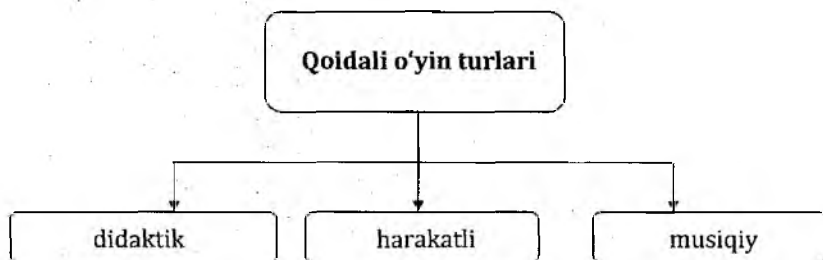 Qoidali o‘yin turlari
didaktik
harakatli
musiqiy